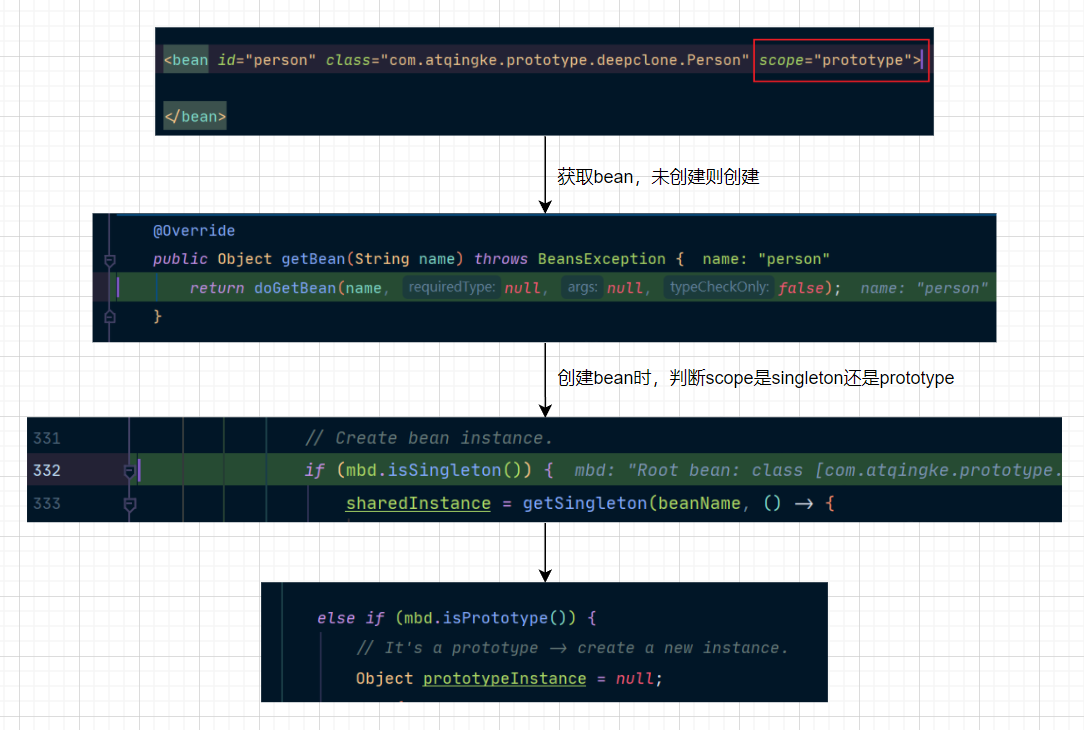 <bean id="person" class="com.atqingke.prototype.deepclone.Person" scope="prototype">
</bean>
获取bean，未创建则创建
@Override
public Object getBean(String name) throws BeansException {  name: "person"
return doGetBean(name, requiredType: null, args: null, typeCheckOnly: false);  name: "person"
}
创建bean时，判断scope是singleton还是prototype
331 // Create bean instance.
332 if (mbd.isSingleton()) {  mbd: "Root bean: class [com.atqingke.prototype.
333 sharedInstance = getSingleton(beanName, () → {
else if (mbd.isPrototype()) {
// It's a prototype → create a new instance.
Object prototypeInstance = null;